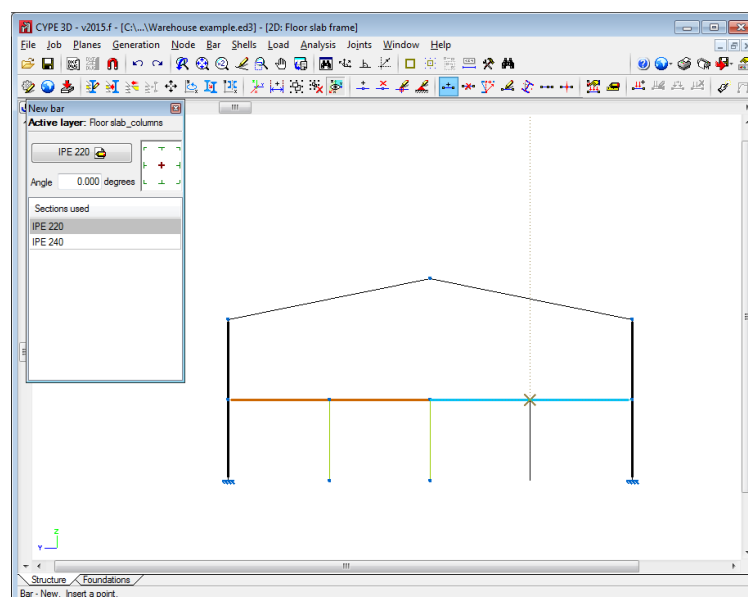 CYPE 3D - v2015.f - [C:\...\Warehouse example.ed3] - [2D: Floor slab frame]
File Job Planes Generation Node Bar Shells Load Analysis Joints Window Help
New bar
Active layer: Floor slab_columns
IPE 220
Angle 0.000 degrees
Sections used
IPE 220
IPE 240
Z
Y
Structure Foundations
Bar - New. Insert a point.